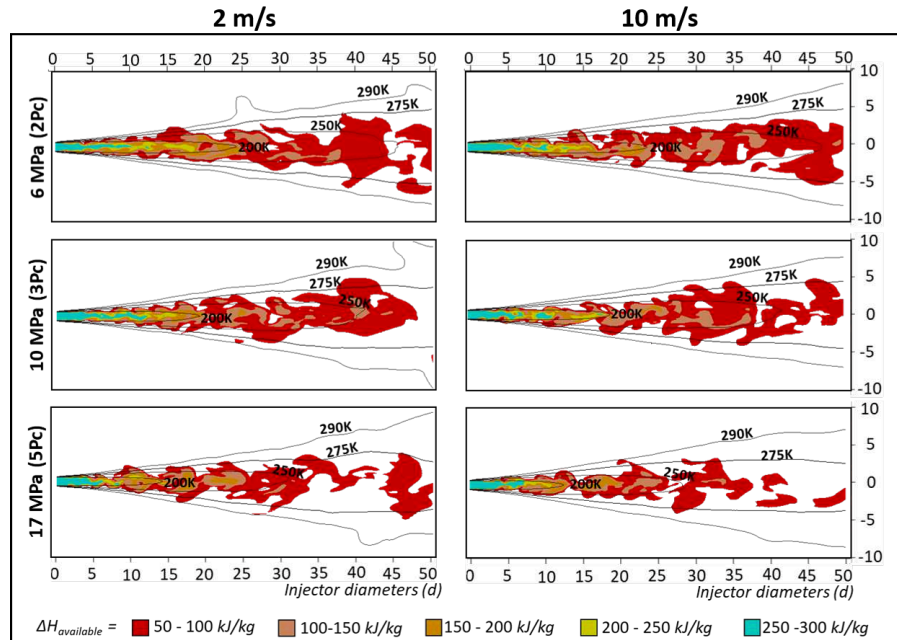 2 m/s
10 m/s
0 5 10 15 20 25 30 35 40 45 50
0 5 10 15 20 25 30 35 40 45 50
6 MPa (2Pc)
290K
275K
250K
200K
290K
275K
250K
200K
10
5
0
-5
-10
10 MPa (3Pc)
290K
275K
250K
200K
290K
275K
250K
200K
10
5
0
-5
-10
17 MPa (5Pc)
290K
275K
250K
200K
290K
275K
250K
200K
10
5
0
-5
-10
0 5 10 15 20 25 30 35 40 45 50
0 5 10 15 20 25 30 35 40 45 50
Injector diameters (d)
Injector diameters (d)
ΔHavailable = 50 - 100 kJ/kg 100-150 kJ/kg 150 - 200 kJ/kg 200 - 250 kJ/kg 250 -300 kJ/kg